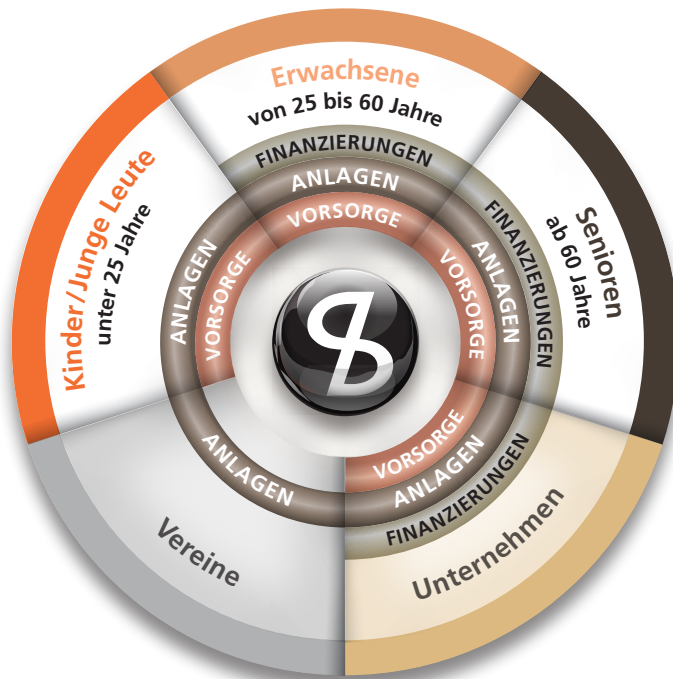 Erwachsene
von 25 bis 60 Jahre
FINANZIERUNGEN
ANLAGEN
VORSORGE
Senioren
ab 60 Jahre
FINANZIERUNGEN
ANLAGEN
VORSORGE
Unternehmen
FINANZIERUNGEN
ANLAGEN
VORSORGE
Vereine
ANLAGEN
Kinder/Junge Leute
unter 25 Jahre
ANLAGEN
VORSORGE